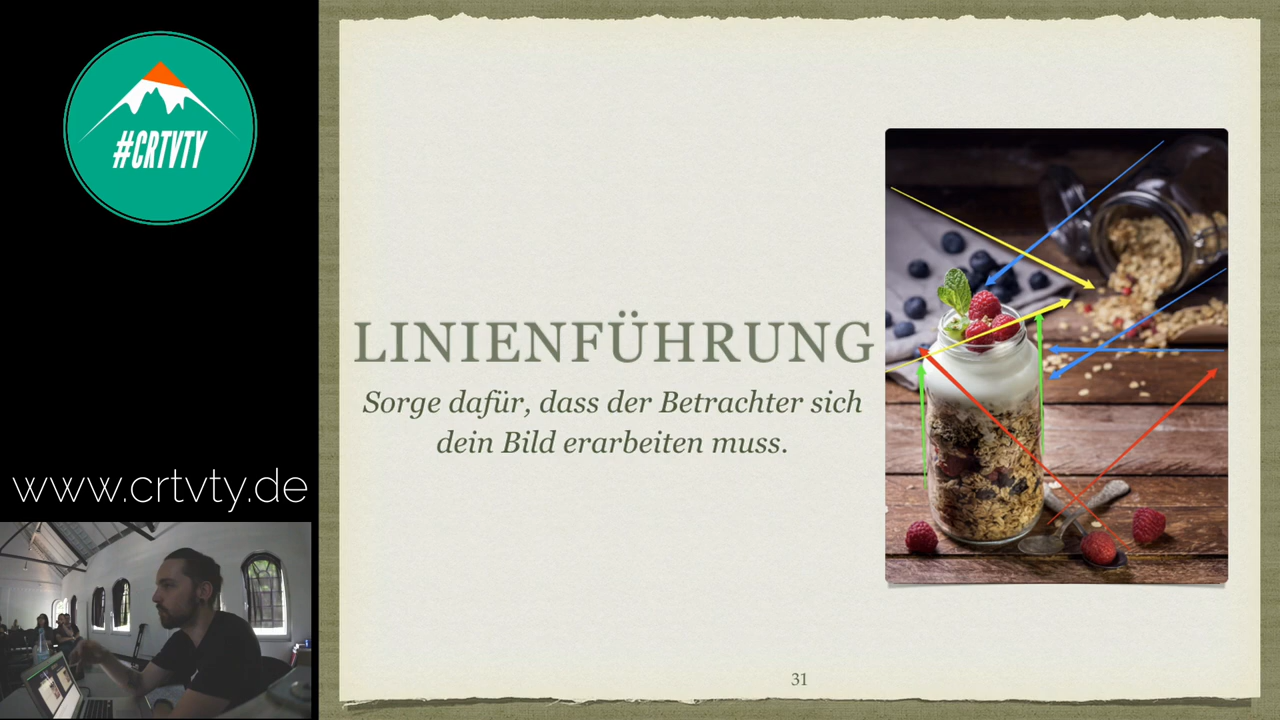 #CRTVTY
www.crtvty.de
LINIENFÜHRUNG
Sorge dafür, dass der Betrachter sich
dein Bild erarbeiten muss.
31